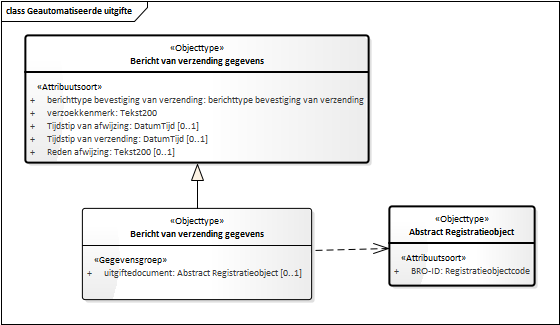 class Geautomatiseerde uitgifte
«Objecttype»
Bericht van verzending gegevens
«Attribuutsoort»
+ berichttype bevestiging van verzending: berichttype bevestiging van verzending
+ verzoekkenmerk: Tekst200
+ Tijdstip van afwijzing: DatumTijd [0..1]
+ Tijdstip van verzending: DatumTijd [0..1]
+ Reden afwijzing: Tekst200 [0..1]
«Objecttype»
Bericht van verzending gegevens
«Gegevensgroep»
+ uitgiftedocument: Abstract Registratieobject [0..1]
«Objecttype»
Abstract Registratieobject
«Attribuutsoort»
+ BRO-ID: Registratieobjectcode